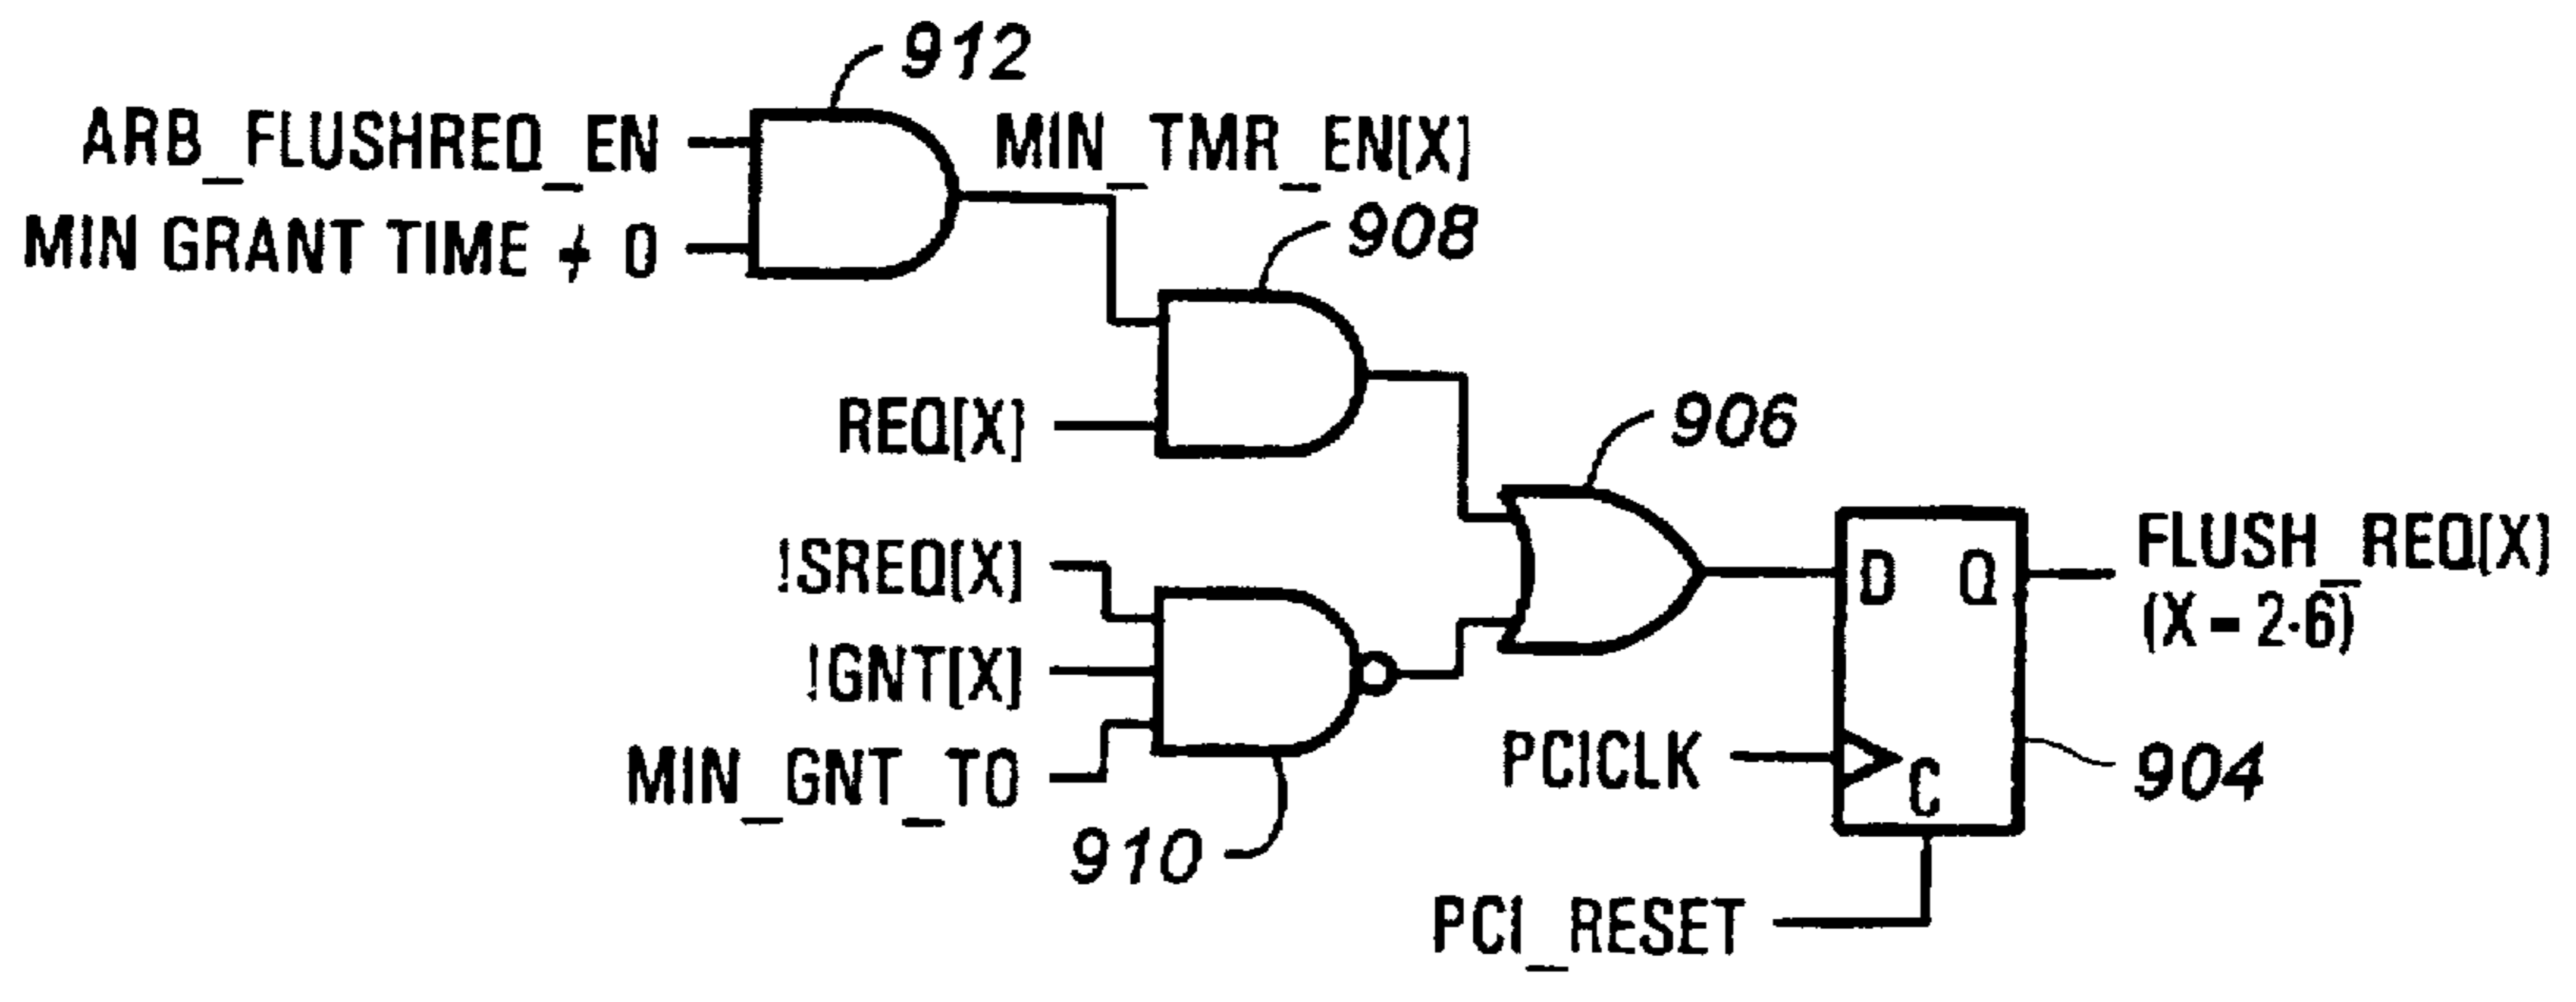 912
ARB_FLUSHREQ_EN
MIN_TMR_EN[X]
MIN GRANT TIME ≠ 0
908
REQ[X]
906
!SREQ[X]
FLUSH_REQ[X]
D Q
(X - 2-6)
!GNT[X]
PCICLK
MIN_GNT_TO
C
904
910
PCI_RESET